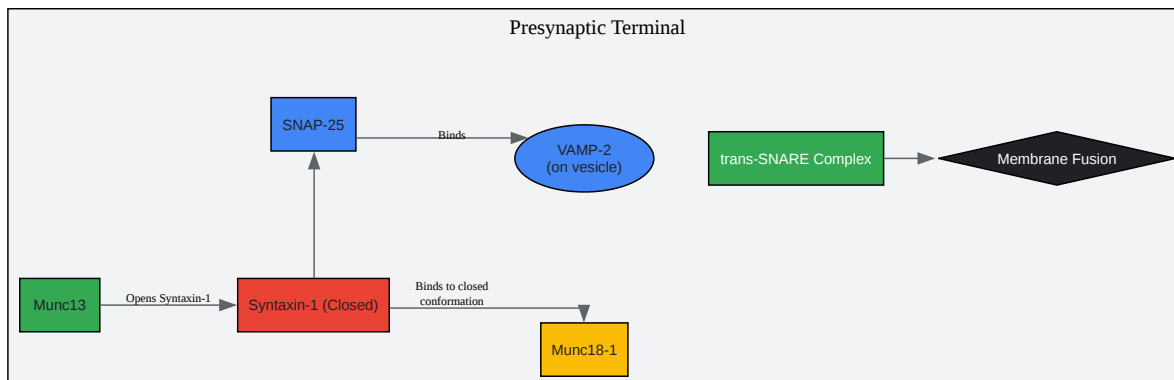 Presynaptic Terminal
SNAP-25
Binds
VAMP-2
(on vesicle)
trans-SNARE Complex
Membrane Fusion
Munc13
Opens Syntaxin-1
Syntaxin-1 (Closed)
Binds to closed
conformation
Munc18-1